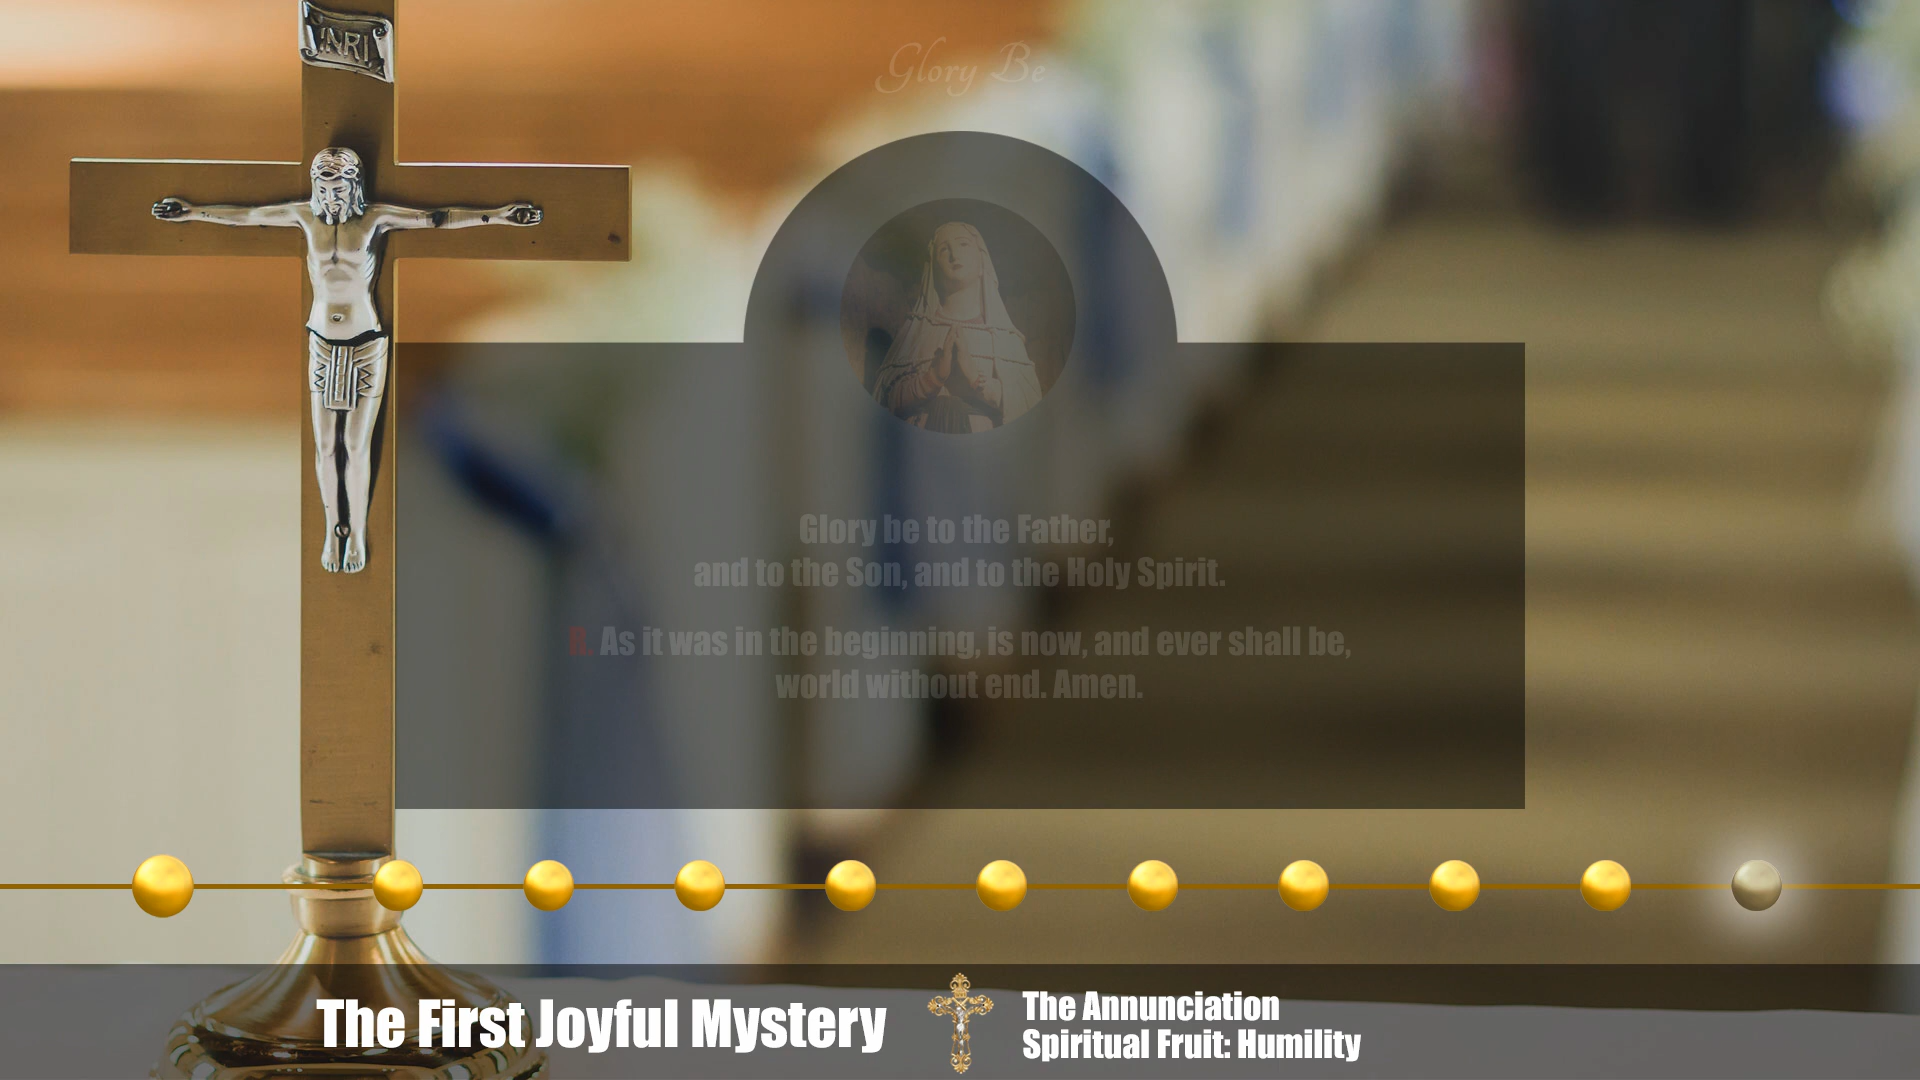 INRI
Glory Be
Glory be to the Father,
and to the Son, and to the Holy Spirit.
R. As it was in the beginning, is now, and ever shall be,
world without end. Amen.
The First Joyful Mystery
The Annunciation
Spiritual Fruit: Humility